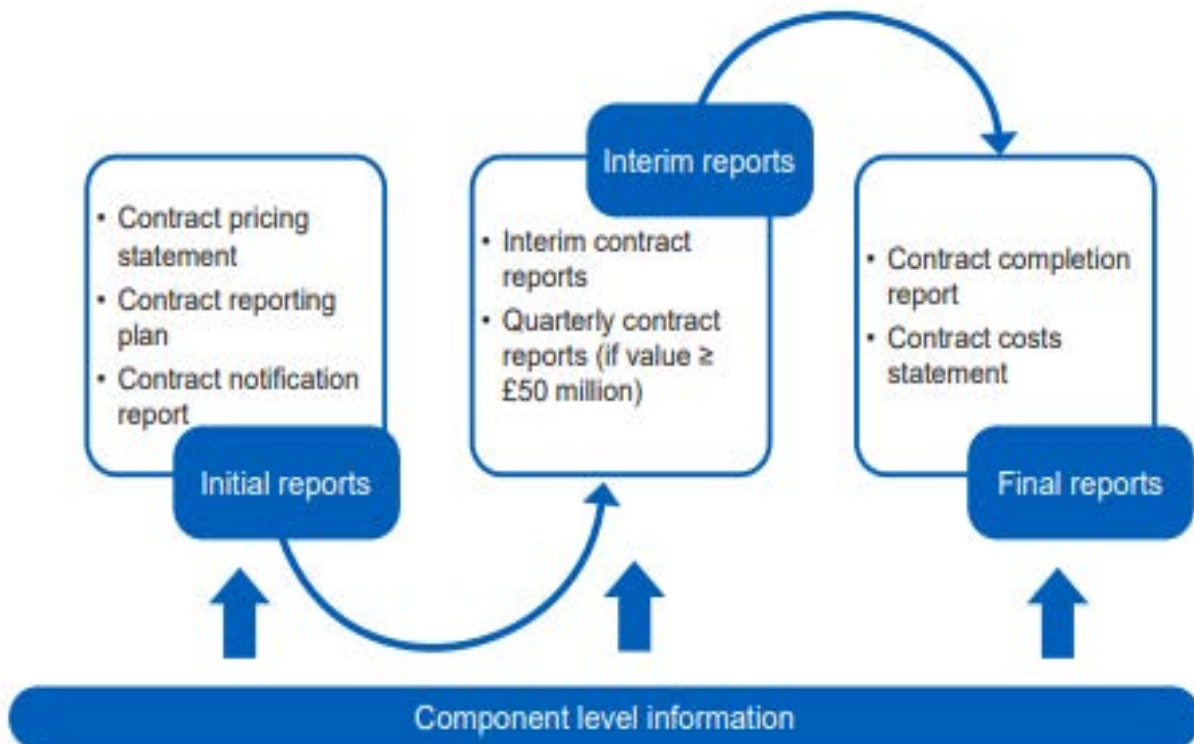 • Contract pricing
statement
• Contract reporting
plan
• Contract notification
report
Initial reports
Interim reports
• Interim contract
reports
• Quarterly contract
reports (if value ≥
£50 million)
• Contract completion
report
• Contract costs
statement
Final reports
Component level information